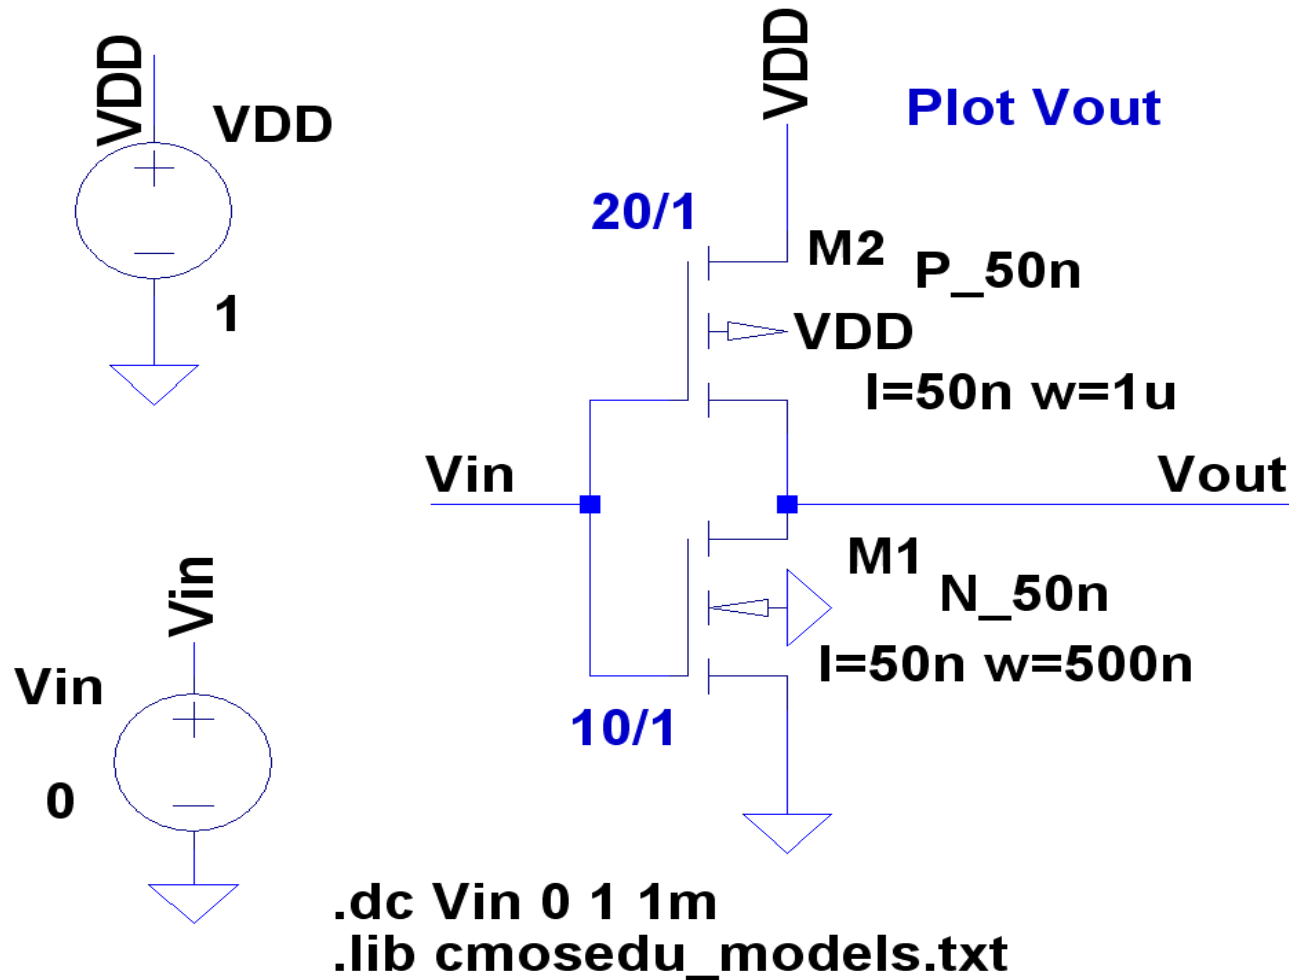 VDD
VDD
1
VDD
Plot Vout
20/1
M2
P_50n
VDD
l=50n w=1u
Vin
Vout
M1
N_50n
l=50n w=500n
10/1
Vin
Vin
0
.dc Vin 0 1 1m
.lib cmosedu_models.txt